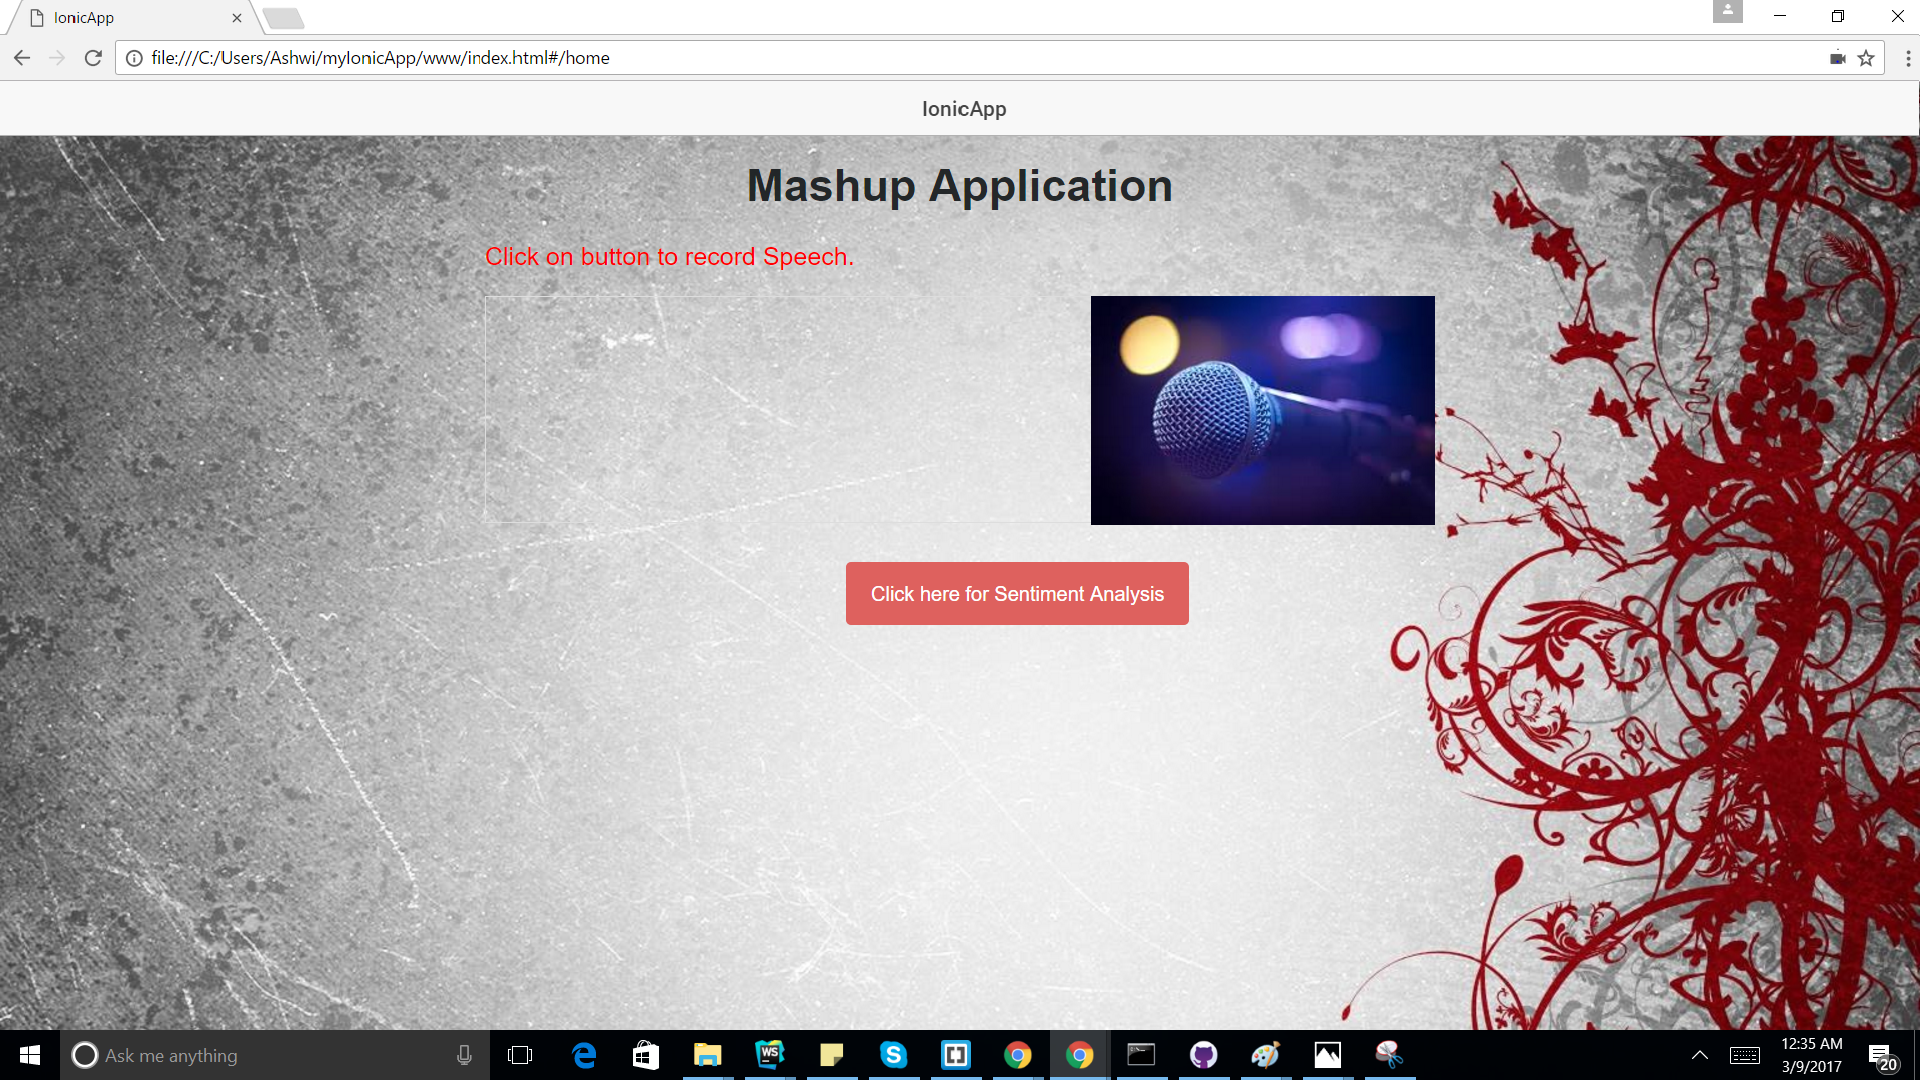 IonicApp
file:///C:/Users/Ashwi/myIonicApp/www/index.html#/home
IonicApp
Mashup Application
Click on button to record Speech.
Click here for Sentiment Analysis
Ask me anything
WS
12:35 AM
3/9/2017
20